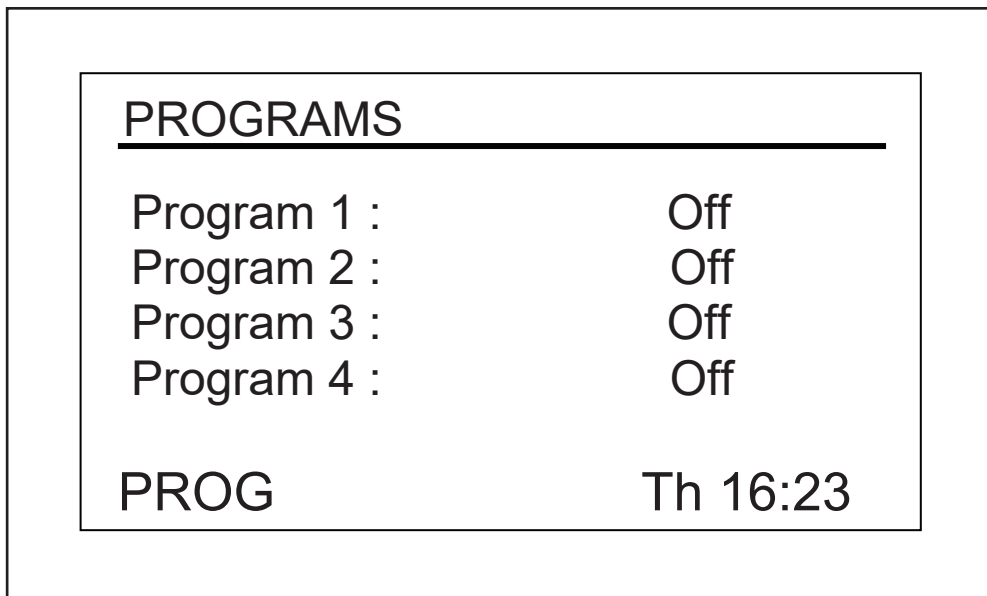 PROGRAMS
Program 1 : Off
Program 2 : Off
Program 3 : Off
Program 4 : Off
PROG Th 16:23